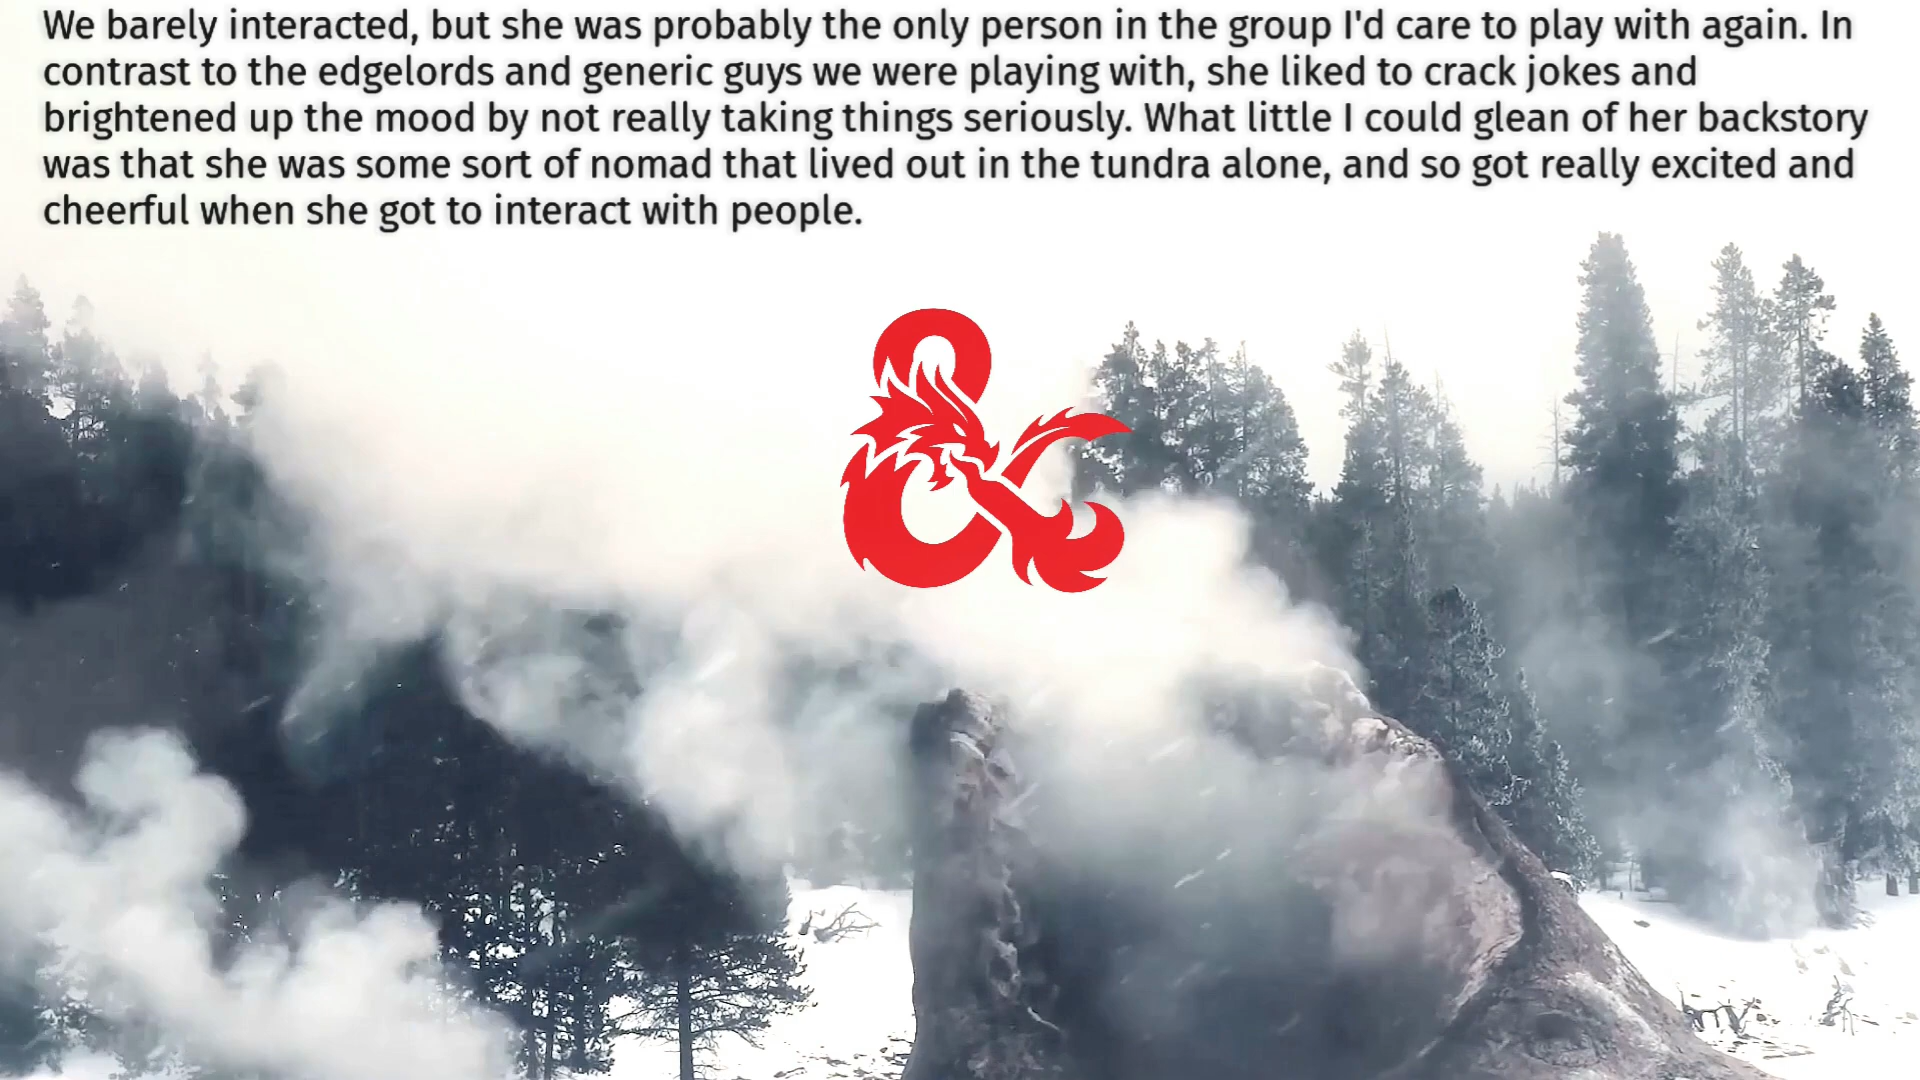 We barely interacted, but she was probably the only person in the group I'd care to play with again. In
contrast to the edgelords and generic guys we were playing with, she liked to crack jokes and
brightened up the mood by not really taking things seriously. What little I could glean of her backstory
was that she was some sort of nomad that lived out in the tundra alone, and so got really excited and
cheerful when she got to interact with people.